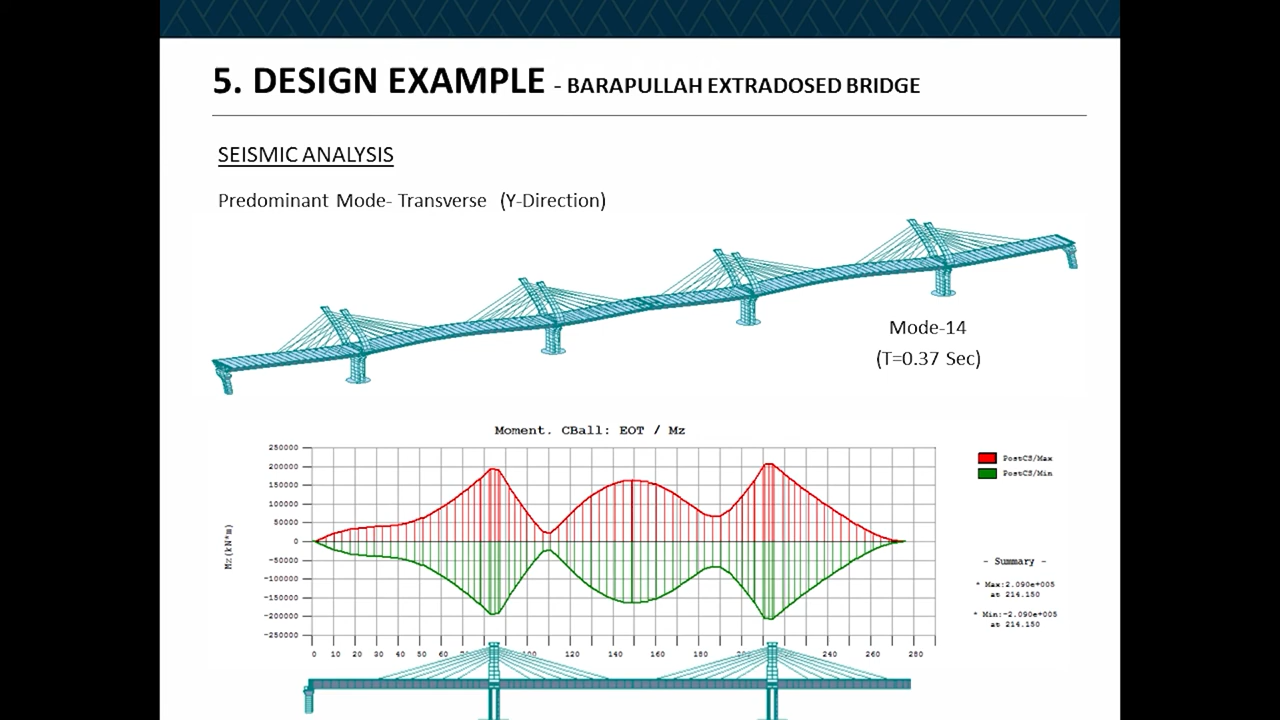 5. DESIGN EXAMPLE - BARAPULLAH EXTRADOSED BRIDGE
SEISMIC ANALYSIS
Predominant Mode- Transverse (Y-Direction)
Mode-14
(T=0.37 Sec)
Moment. CBall: EOT / Mz
250000
200000
150000
100000
50000
0
-50000
-100000
-150000
-200000
-250000
Mz(kN*m)
PostCS/Max
PostCS/Min
- Summary -
* Max:2.090e+005
at 214.150
* Min:-2.090e+005
at 214.150
0 10 20 30 40 50 60 120 140 160 180 240 260 280